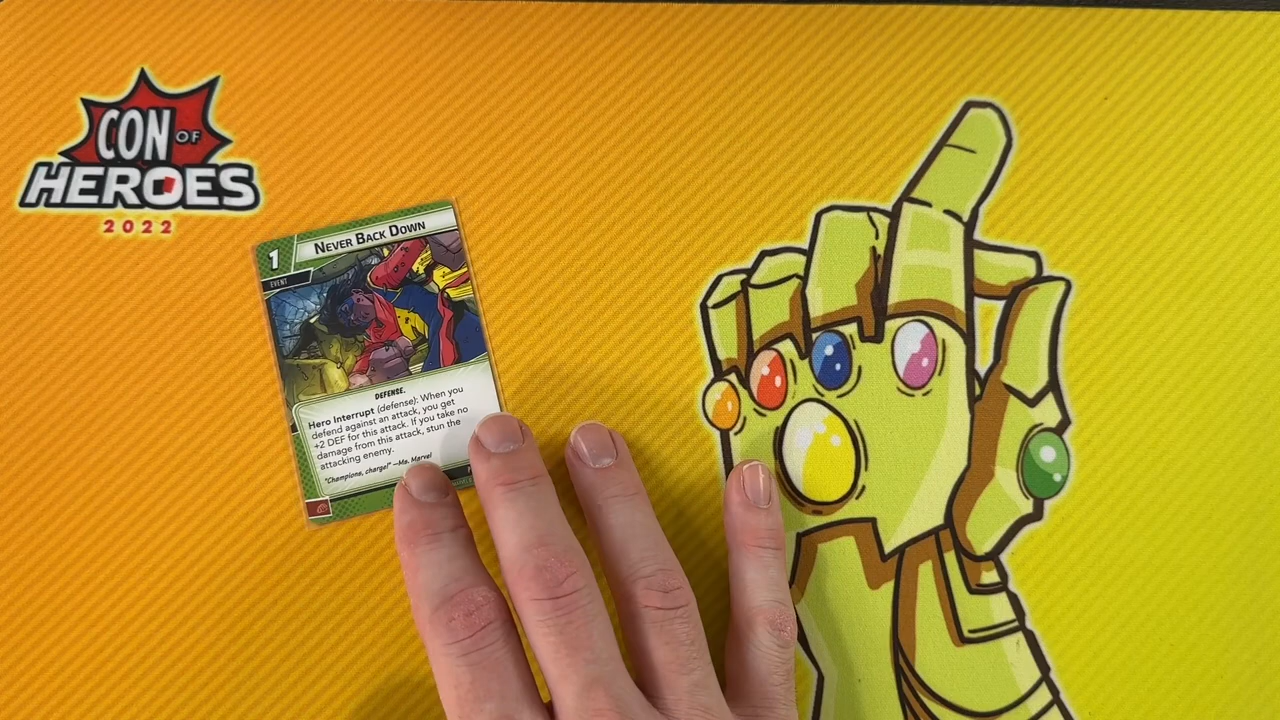 CON OF
HEROES
2022
NEVER BACK DOWN
1
EVENT
DEFENSE.
Hero Interrupt (defense): When you
defend against an attack, you get
+2 DEF for this attack. If you take no
damage from this attack, stun the
attacking enemy.
"Champions, charge!" —Ms. Marvel